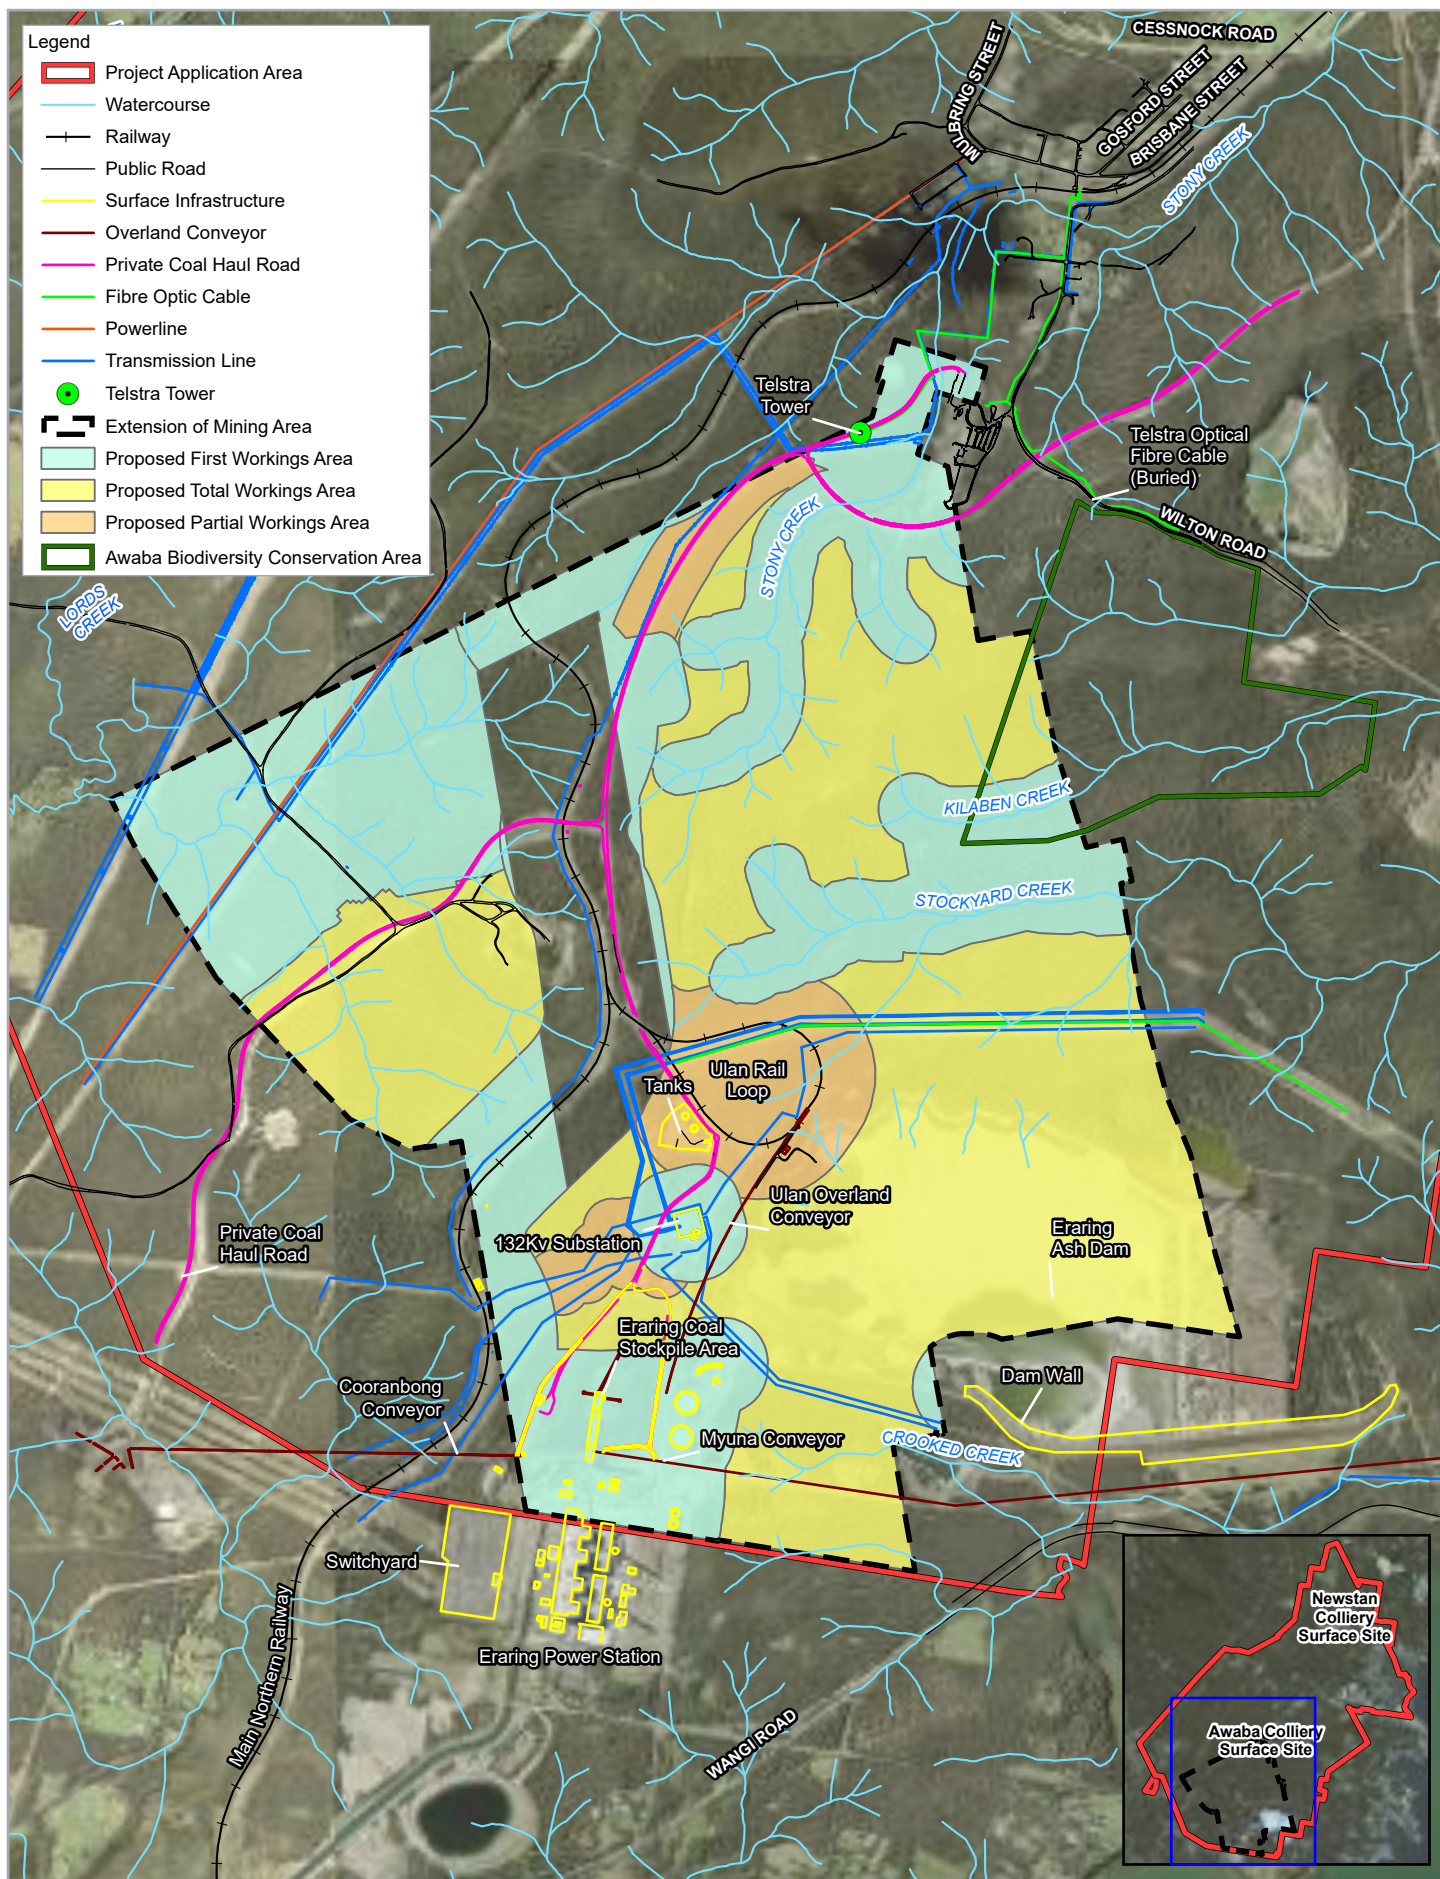 Legend
Project Application Area
Watercourse
Railway
Public Road
Surface Infrastructure
Overland Conveyor
Private Coal Haul Road
Fibre Optic Cable
Powerline
Transmission Line
Telstra Tower
Extension of Mining Area
Proposed First Workings Area
Proposed Total Workings Area
Proposed Partial Workings Area
Awaba Biodiversity Conservation Area
CESSNOCK ROAD
MULBRING STREET
GOSFORD STREET
BRISBANE STREET
STONY CREEK
Telstra
Tower
Telstra Optical
Fibre Cable
(Buried)
WILTON ROAD
STONY CREEK
LORDS
CREEK
KILABEN CREEK
STOCKYARD CREEK
Ulan Rail
Loop
Tanks
Ulan Overland
Conveyor
132Kv Substation
Private Coal
Haul Road
Eraring
Ash Dam
Eraring Coal
Stockpile Area
Dam Wall
Cooranbong
Conveyor
Myuna Conveyor
CROOKED CREEK
Switchyard
Eraring Power Station
Main Northern Railway
WANGI ROAD
Newstan
Colliery
Surface Site
Awaba Colliery
Surface Site